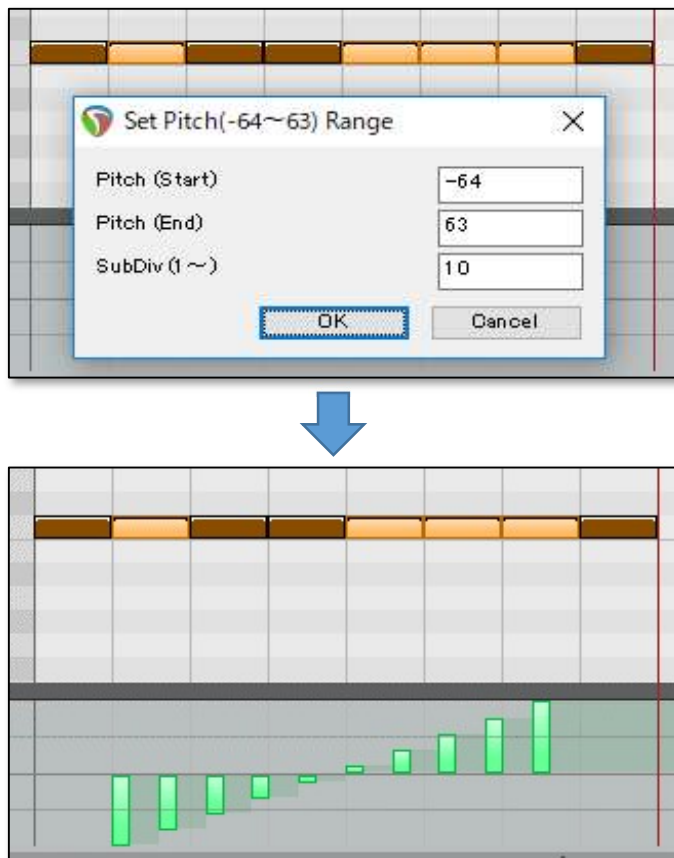 Set Pitch(-64～63) Range
Pitch (Start) -64
Pitch (End) 63
SubDiv (1～) 10
OK Cancel